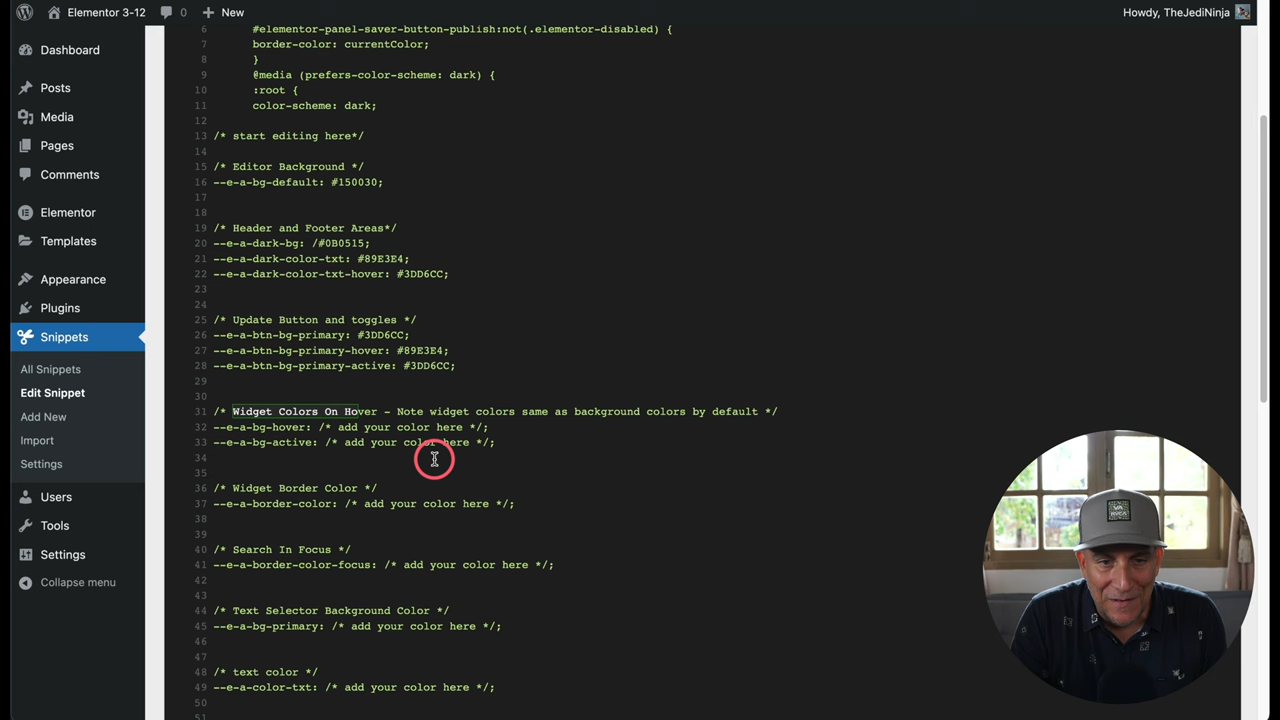 Elementor 3-12
0
New
Howdy, TheJediNinja
Dashboard
Posts
Media
Pages
Comments
Elementor
Templates
Appearance
Plugins
Snippets
All Snippets
Edit Snippet
Add New
Import
Settings
Users
Tools
Settings
Collapse menu
6 #elementor-panel-saver-button-publish:not(.elementor-disabled) {
7 border-color: currentColor;
8 }
9 @media (prefers-color-scheme: dark) {
10 :root {
11 color-scheme: dark;
12
13 /* start editing here*/
14
15 /* Editor Background */
16 --e-a-bg-default: #150030;
17
18
19 /* Header and Footer Areas*/
20 --e-a-dark-bg: /#0B0515;
21 --e-a-dark-color-txt: #89E3E4;
22 --e-a-dark-color-txt-hover: #3DD6CC;
23
24
25 /* Update Button and toggles */
26 --e-a-btn-bg-primary: #3DD6CC;
27 --e-a-btn-bg-primary-hover: #89E3E4;
28 --e-a-btn-bg-primary-active: #3DD6CC;
29
30
31 /* Widget Colors On Hover - Note widget colors same as background colors by default */
32 --e-a-bg-hover: /* add your color here */;
33 --e-a-bg-active: /* add your color here */;
34
35
36 /* Widget Border Color */
37 --e-a-border-color: /* add your color here */;
38
39
40 /* Search In Focus */
41 --e-a-border-color-focus: /* add your color here */;
42
43
44 /* Text Selector Background Color */
45 --e-a-bg-primary: /* add your color here */;
46
47
48 /* text color */
49 --e-a-color-txt: /* add your color here */;
50
51